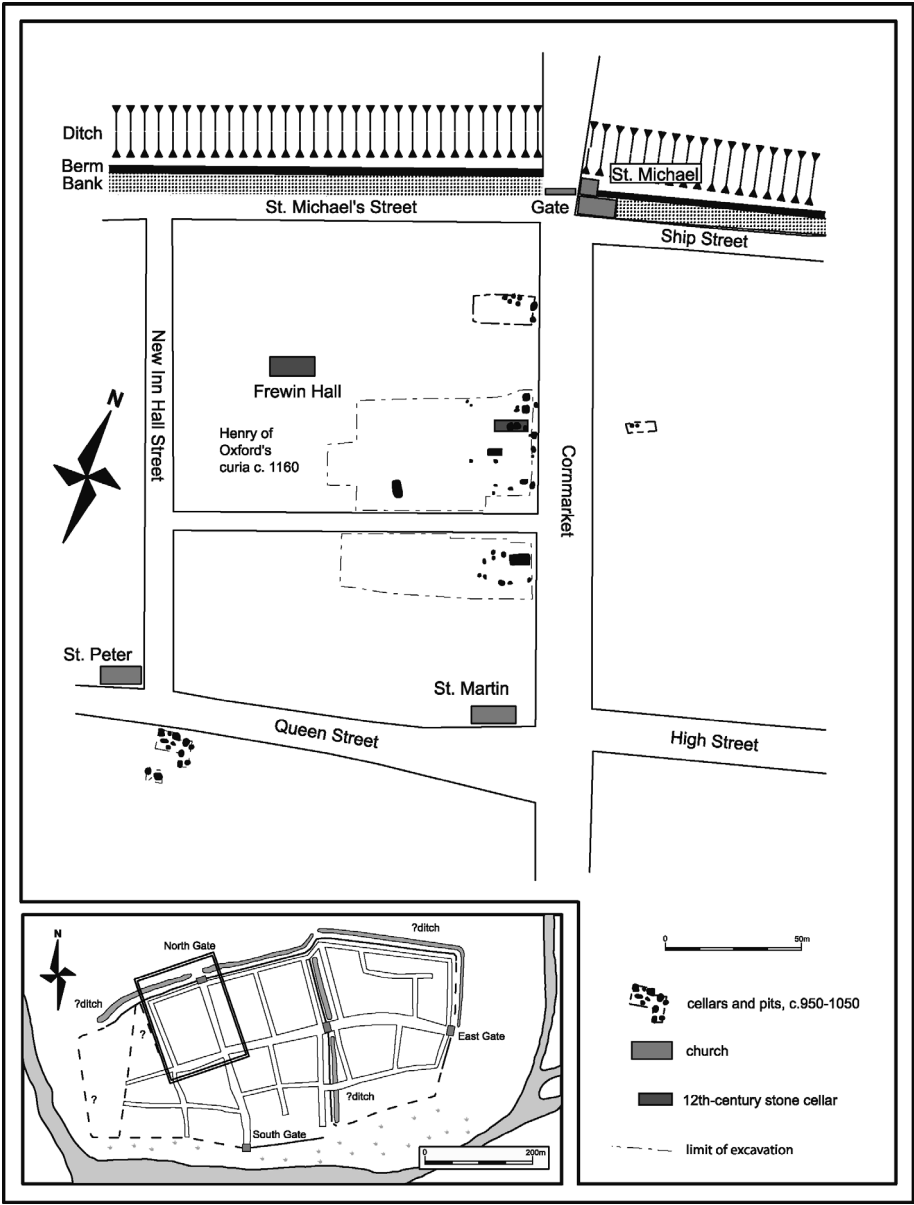 Ditch
Berm
Bank
St. Michael
St. Michael's Street
Gate
Ship Street
New Inn Hall Street
Frewin Hall
N
Henry of
Oxford's
curia c. 1160
Cornmarket
St. Peter
St. Martin
Queen Street
High Street
N
North Gate
?ditch
?ditch
?
East Gate
?
?ditch
South Gate
0
200m
0
50m
cellars and pits, c.950-1050
church
12th-century stone cellar
limit of excavation